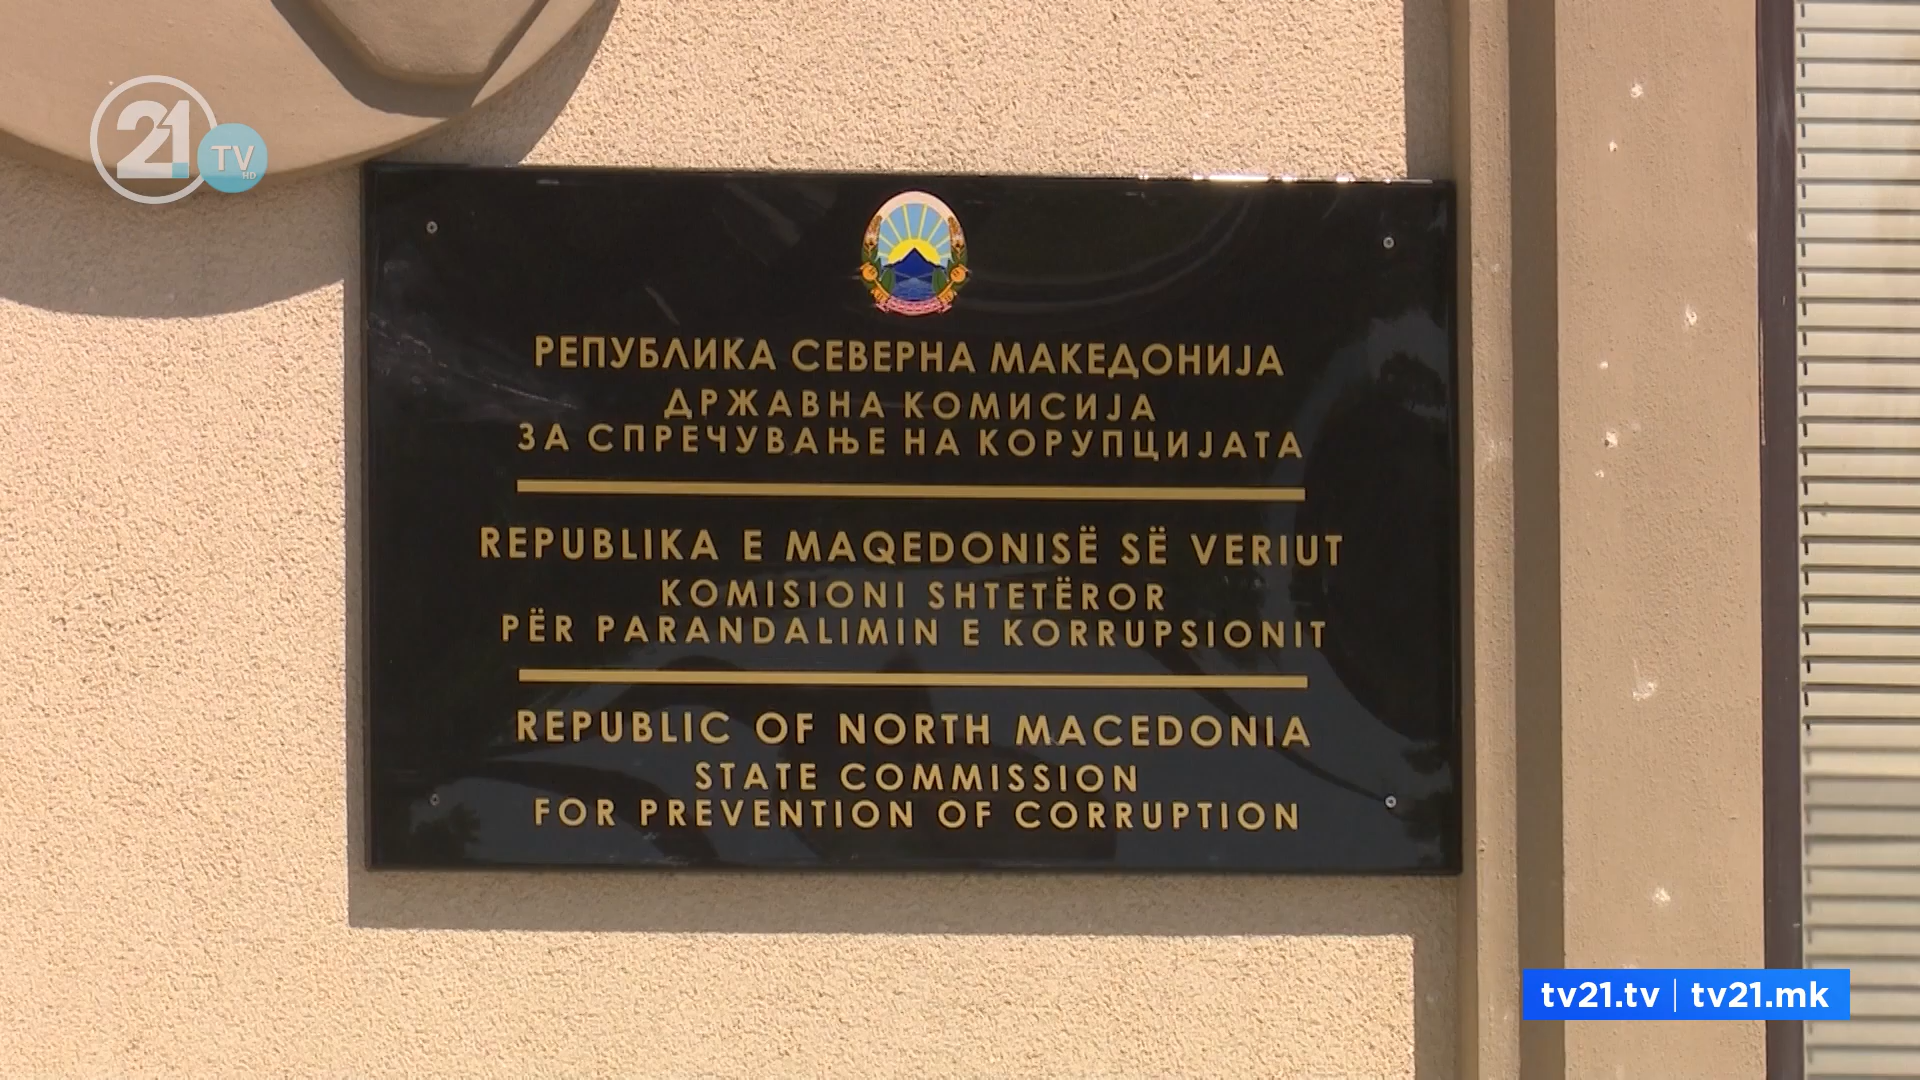 21 TV HD
РЕПУБЛИКА СЕВЕРНА МАКЕДОНИЈА
ДРЖАВНА КОМИСИЈА
ЗА СПРЕЧУВАЊЕ НА КОРУПЦИЈАТА
REPUBLIKA E MAQEDONISË SË VERIUT
KOMISIONI SHTETËROR
PËR PARANDALIMIN E KORRUPSIONIT
REPUBLIC OF NORTH MACEDONIA
STATE COMMISSION
FOR PREVENTION OF CORRUPTION
tv21.tv | tv21.mk